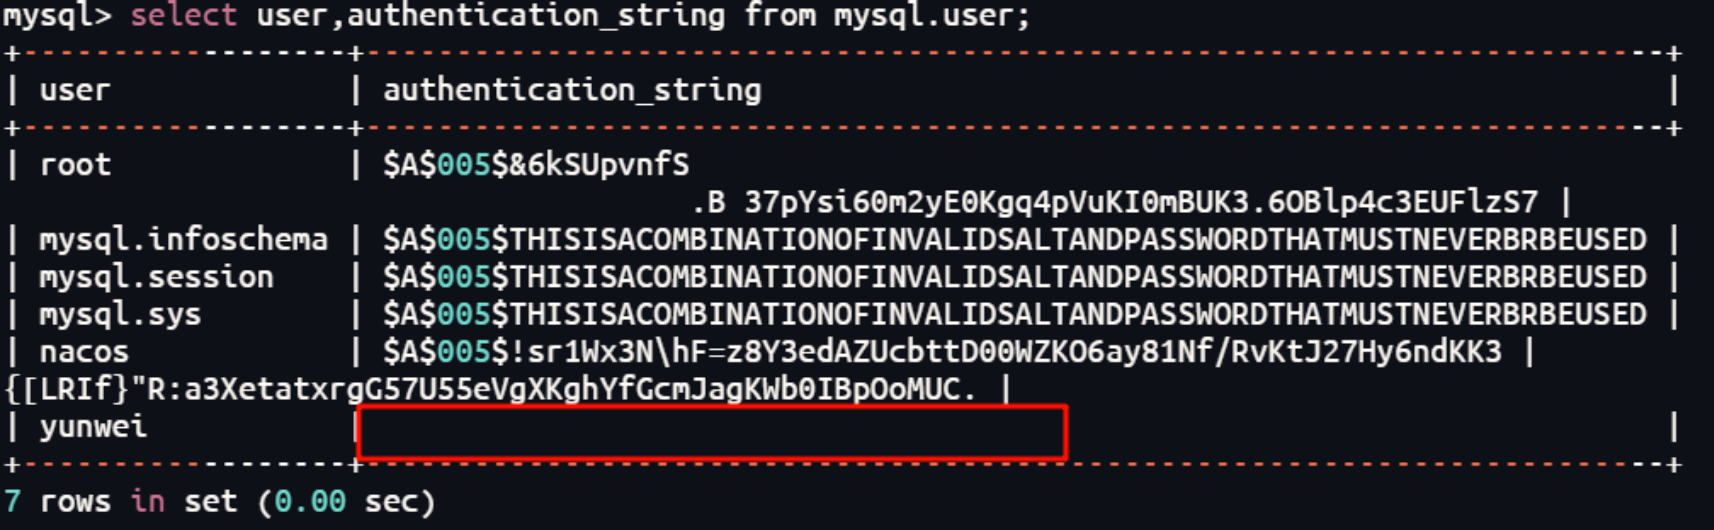 mysql> select user,authentication_string from mysql.user;
+------------------+------------------------------------------------------------------------+
| user             | authentication_string                                                  |
+------------------+------------------------------------------------------------------------+
| root             | $A$005$&6kSUpvnfS
.B 37pYsi60m2yE0Kgq4pVuKI0mBUK3.6OBlp4c3EUFlzS7 |
| mysql.infoschema | $A$005$THISISACOMBINATIONOFINVALIDSALTANDPASSWORDTHATMUSTNEVERBRBEUSED |
| mysql.session    | $A$005$THISISACOMBINATIONOFINVALIDSALTANDPASSWORDTHATMUSTNEVERBRBEUSED |
| mysql.sys        | $A$005$THISISACOMBINATIONOFINVALIDSALTANDPASSWORDTHATMUSTNEVERBRBEUSED |
| nacos            | $A$005$!sr1Wx3N\hF=z8Y3edAZUcbttD00WZKO6ay81Nf/RvKtJ27Hy6ndKK3 |
{[LRIf}"R:a3XetatxrgG57U55eVgXKghYfGcmJagKWb0IBpOoMUC. |
| yunwei           |                                                                        |
+------------------+------------------------------------------------------------------------+
7 rows in set (0.00 sec)